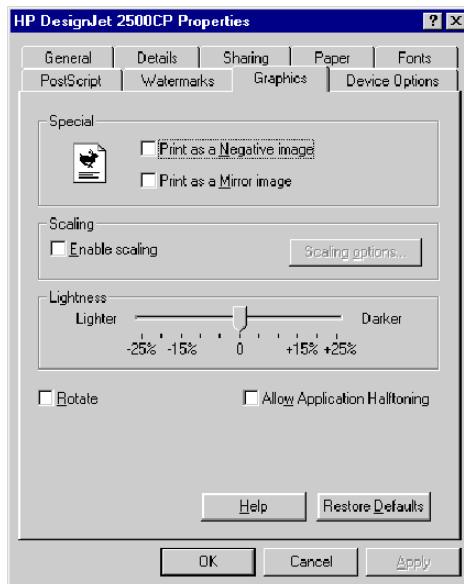 HP DesignJet 2500CP Properties
General Details Sharing Paper Fonts
PostScript Watermarks Graphics Device Options
Special
Print as a Negative image
Print as a Mirror image
Scaling
Enable scaling Scaling options...
Lightness
Lighter Darker
-25% -15% 0 +15% +25%
Rotate Allow Application Halftoning
Help Restore Defaults
OK Cancel Apply